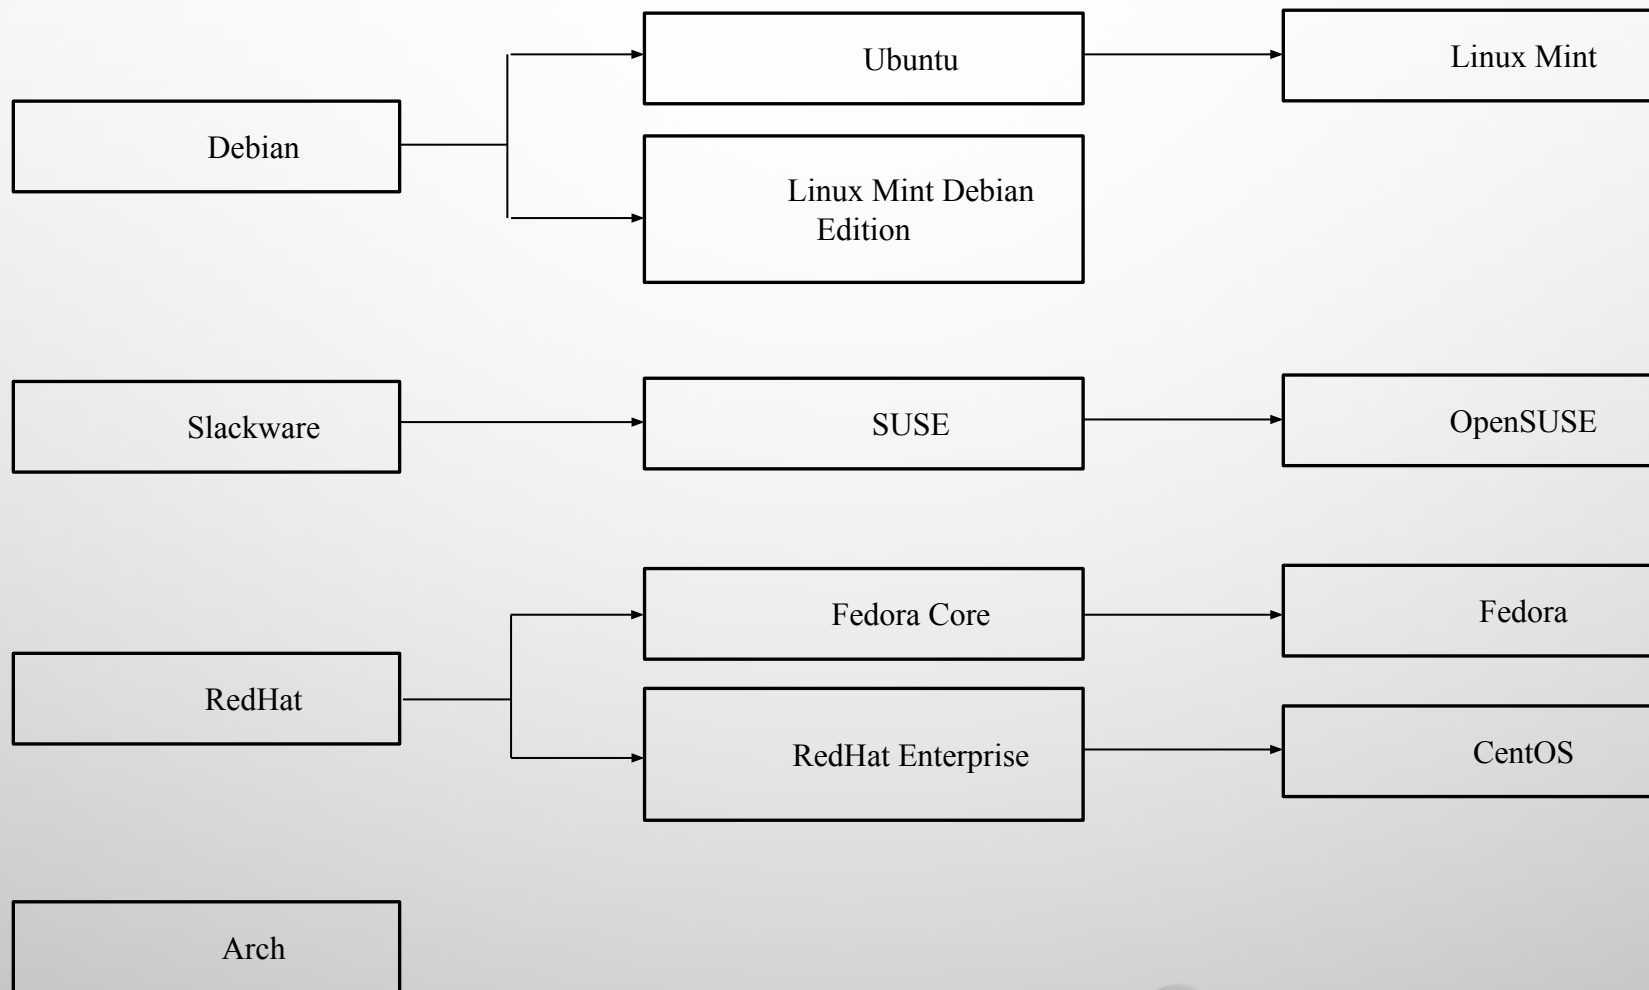 Debian
Ubuntu
Linux Mint
Linux Mint Debian
Edition
Slackware
SUSE
OpenSUSE
RedHat
Fedora Core
Fedora
RedHat Enterprise
CentOS
Arch